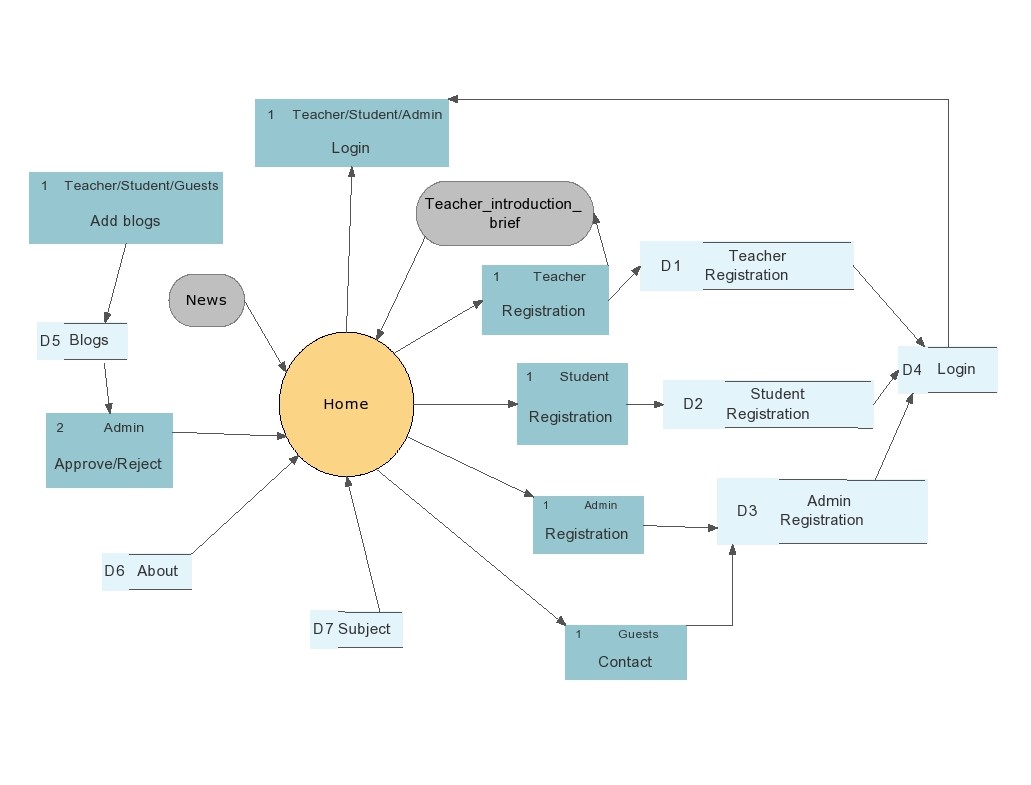 1 Teacher/Student/Admin
Login
1 Teacher/Student/Guests
Add blogs
Teacher_introduction_
brief
News
1 Teacher
Registration
D1 Teacher
Registration
D5 Blogs
D4 Login
Home
1 Student
Registration
D2 Student
Registration
2 Admin
Approve/Reject
1 Admin
Registration
D3 Admin
Registration
D6 About
D7 Subject
1 Guests
Contact